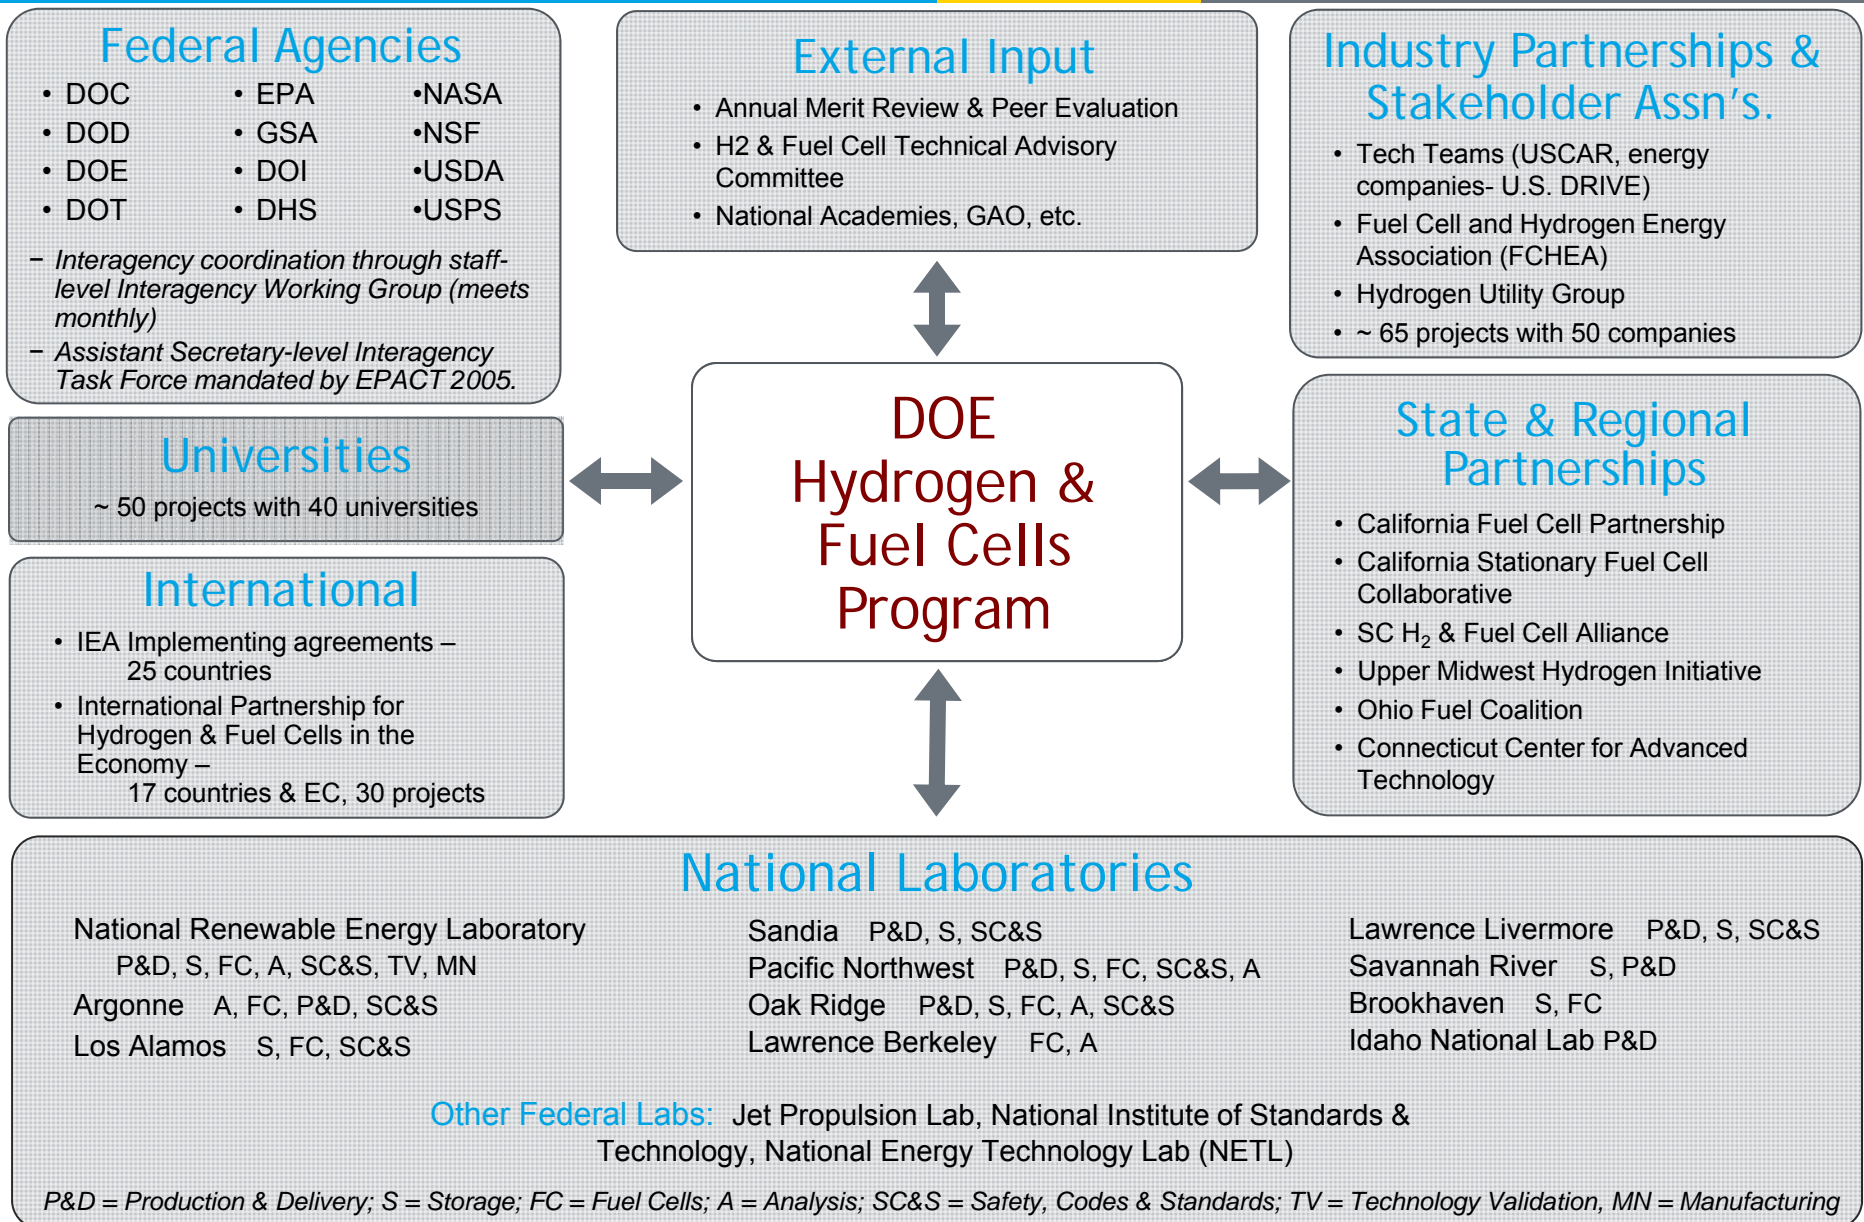 Federal Agencies
• DOC • EPA •NASA
• DOD • GSA •NSF
• DOE • DOI •USDA
• DOT • DHS •USPS
− Interagency coordination through staff-
level Interagency Working Group (meets
monthly)
− Assistant Secretary-level Interagency
Task Force mandated by EPACT 2005.
Universities
~ 50 projects with 40 universities
International
• IEA Implementing agreements –
25 countries
• International Partnership for
Hydrogen & Fuel Cells in the
Economy –
17 countries & EC, 30 projects
External Input
• Annual Merit Review & Peer Evaluation
• H2 & Fuel Cell Technical Advisory
Committee
• National Academies, GAO, etc.
DOE
Hydrogen &
Fuel Cells
Program
Industry Partnerships &
Stakeholder Assn's.
• Tech Teams (USCAR, energy
companies- U.S. DRIVE)
• Fuel Cell and Hydrogen Energy
Association (FCHEA)
• Hydrogen Utility Group
• ~ 65 projects with 50 companies
State & Regional
Partnerships
• California Fuel Cell Partnership
• California Stationary Fuel Cell
Collaborative
• SC H₂ & Fuel Cell Alliance
• Upper Midwest Hydrogen Initiative
• Ohio Fuel Coalition
• Connecticut Center for Advanced
Technology
National Laboratories
National Renewable Energy Laboratory
P&D, S, FC, A, SC&S, TV, MN
Argonne A, FC, P&D, SC&S
Los Alamos S, FC, SC&S
Sandia P&D, S, SC&S
Pacific Northwest P&D, S, FC, SC&S, A
Oak Ridge P&D, S, FC, A, SC&S
Lawrence Berkeley FC, A
Lawrence Livermore P&D, S, SC&S
Savannah River S, P&D
Brookhaven S, FC
Idaho National Lab P&D
Other Federal Labs: Jet Propulsion Lab, National Institute of Standards &
Technology, National Energy Technology Lab (NETL)
P&D = Production & Delivery; S = Storage; FC = Fuel Cells; A = Analysis; SC&S = Safety, Codes & Standards; TV = Technology Validation, MN = Manufacturing